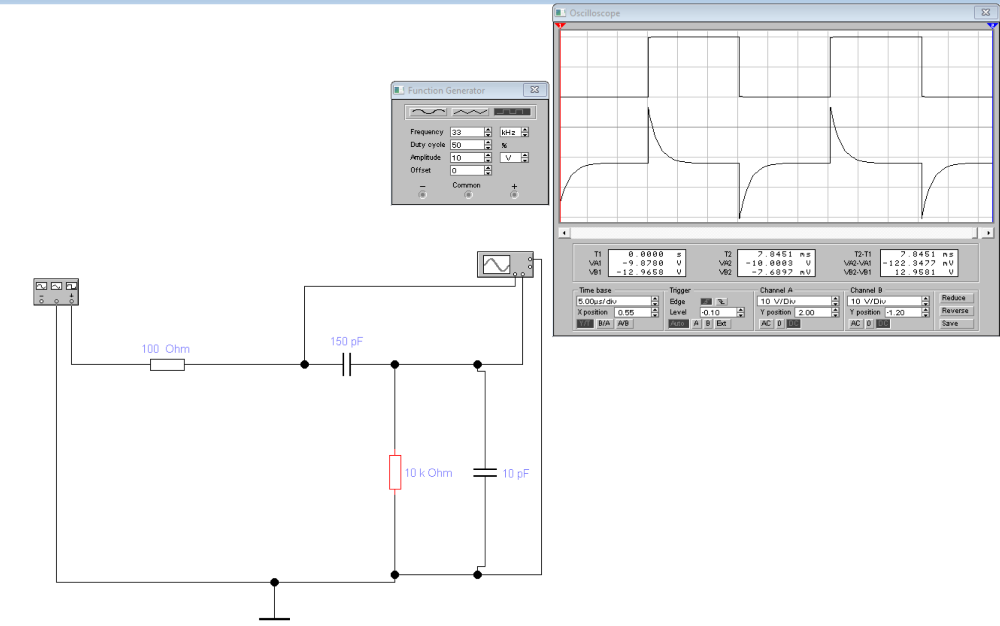 Oscilloscope
1
2
Function Generator
Frequency 33 kHz
Duty cycle 50 %
Amplitude 10 V
Offset 0
− Common +
T1 0.0000 s T2 7.8451 ms T2-T1 7.8451 ms
VA1 -9.8780 V VA2 -10.0003 V VA2-VA1 -122.3477 mV
VB1 -12.9658 V VB2 -7.6897 mV VB2-VB1 12.9581 V
Time base Trigger Channel A Channel B
5.00µs/div Edge 10 V/Div 10 V/Div Reduce
X position 0.55 Level -0.10 Y position 2.00 Y position -1.20 Reverse
Y/T B/A A/B Auto A B Ext AC 0 DC AC 0 DC Save
− +
150 pF
100 Ohm
10 k Ohm 10 pF